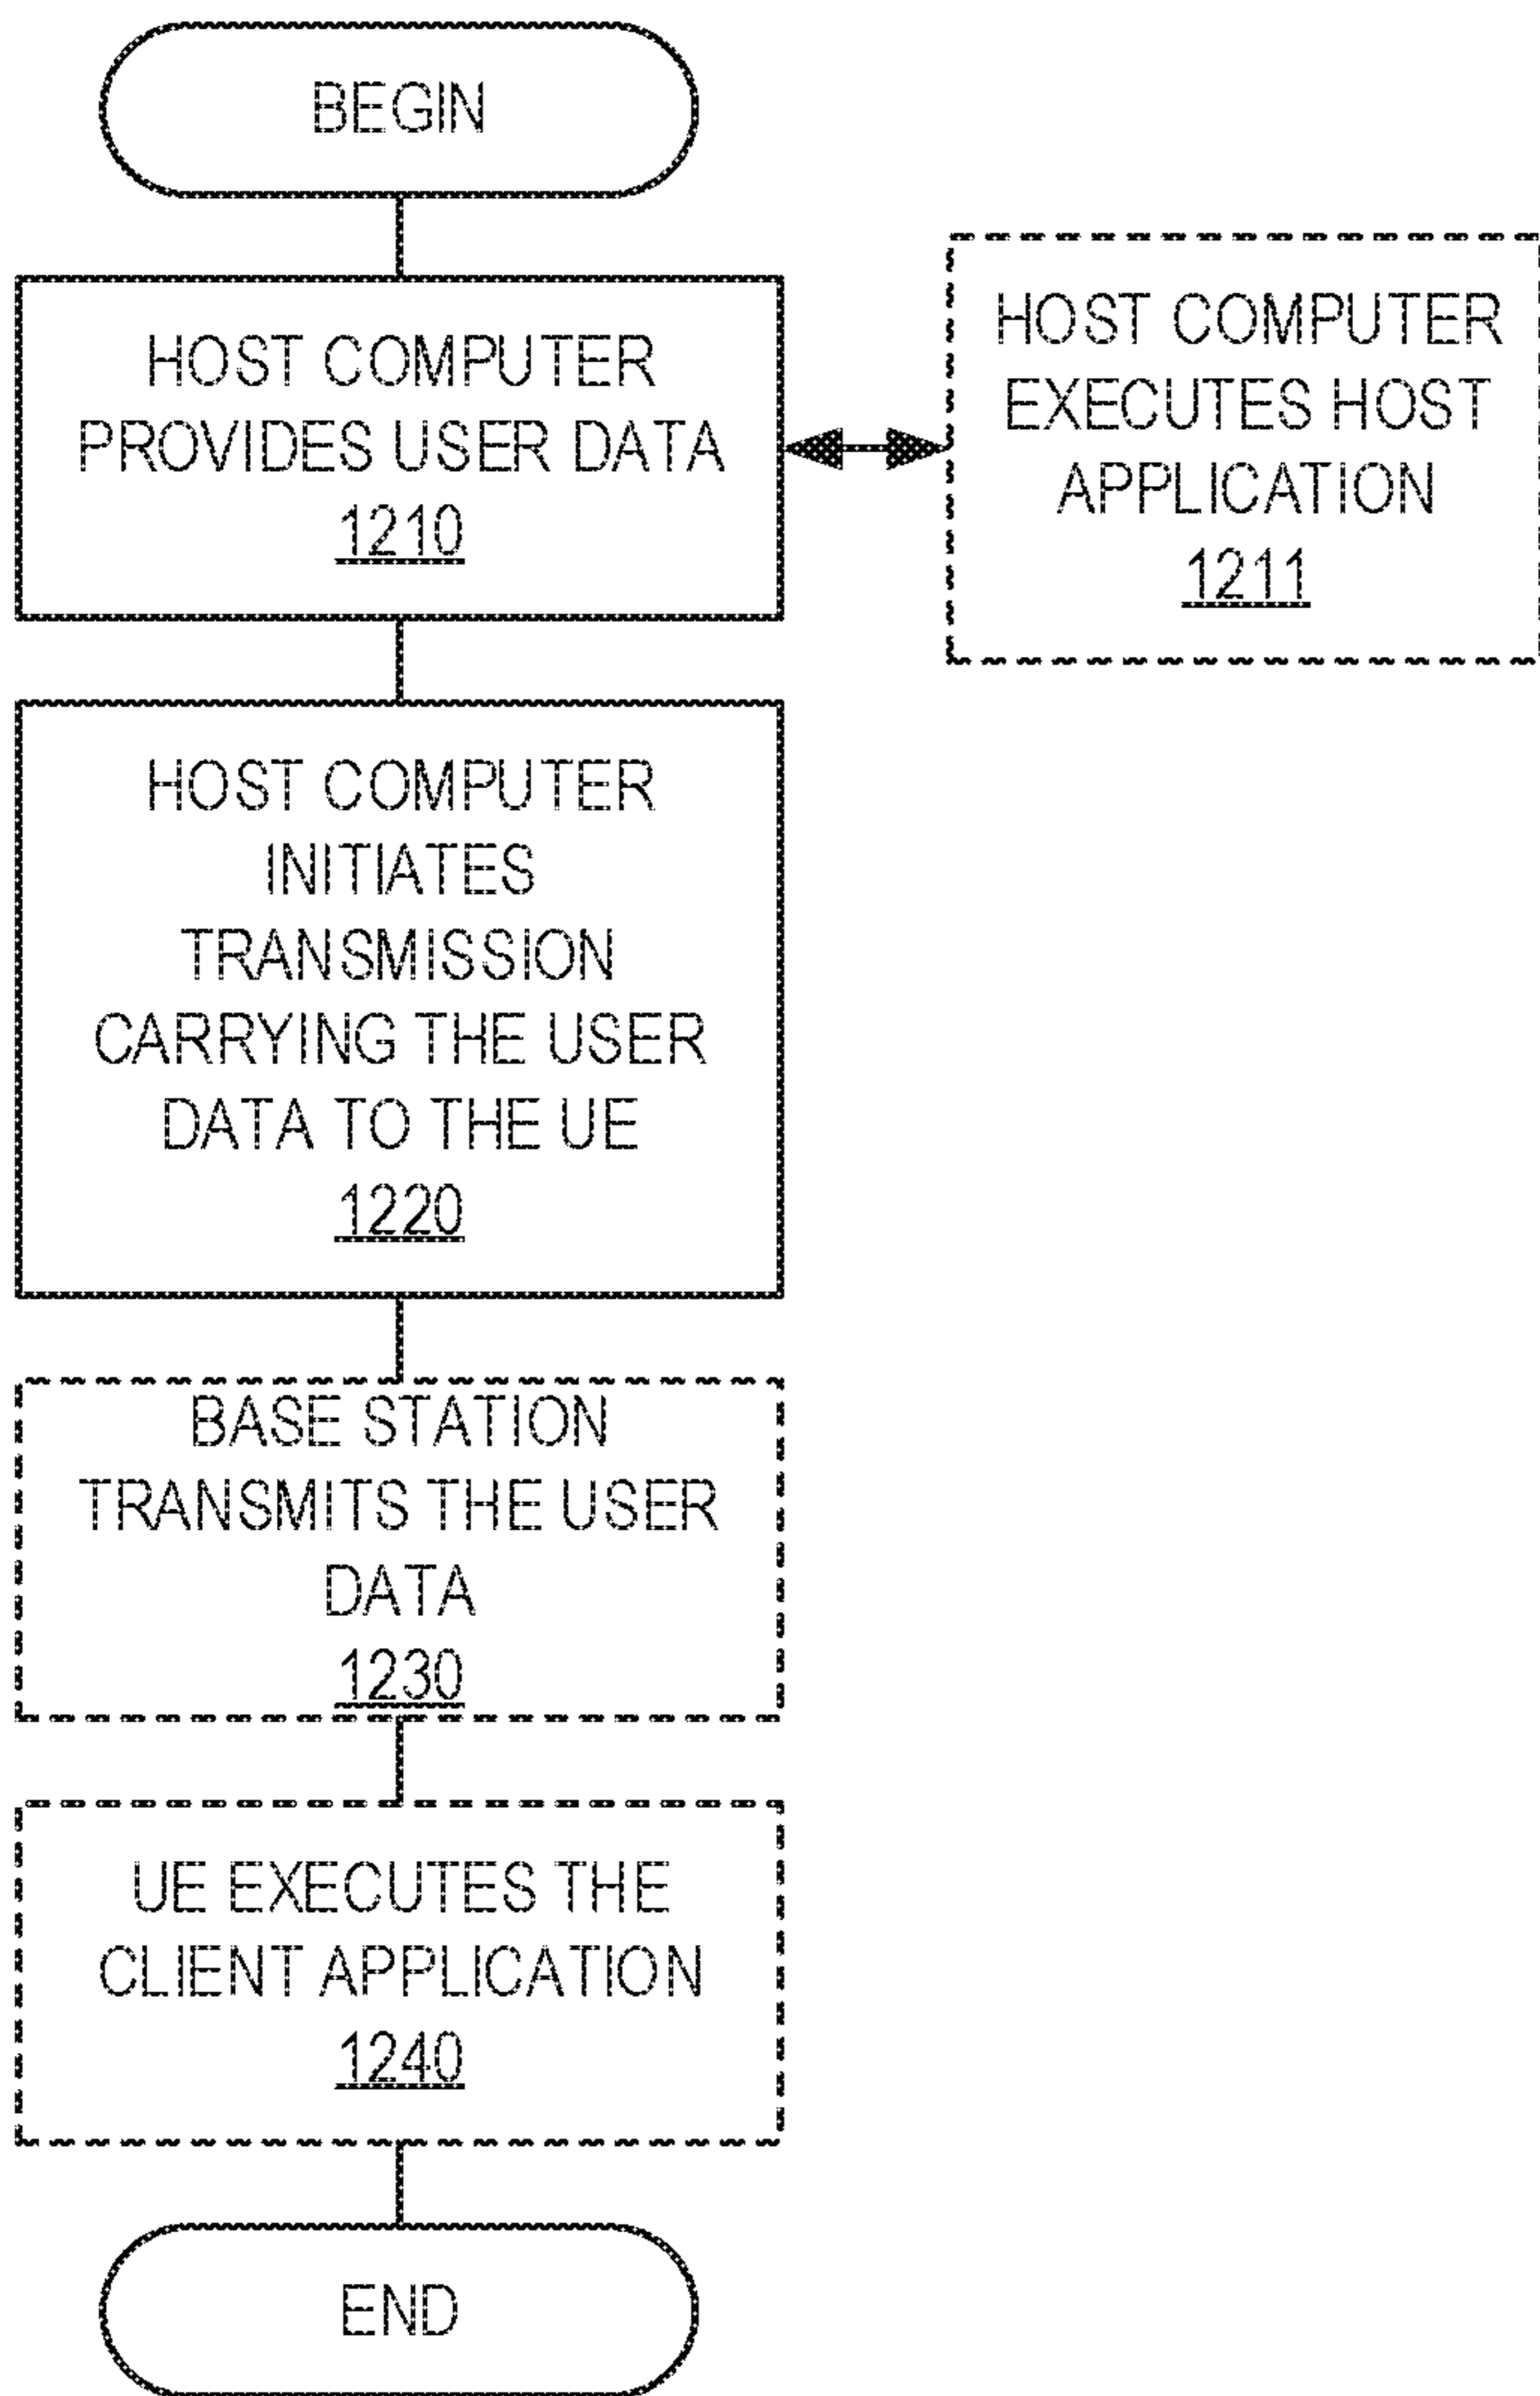 BEGIN
HOST COMPUTER
PROVIDES USER DATA
1210
HOST COMPUTER
EXECUTES HOST
APPLICATION
1211
HOST COMPUTER
INITIATES
TRANSMISSION
CARRYING THE USER
DATA TO THE UE
1220
BASE STATION
TRANSMITS THE USER
DATA
1230
UE EXECUTES THE
CLIENT APPLICATION
1240
END